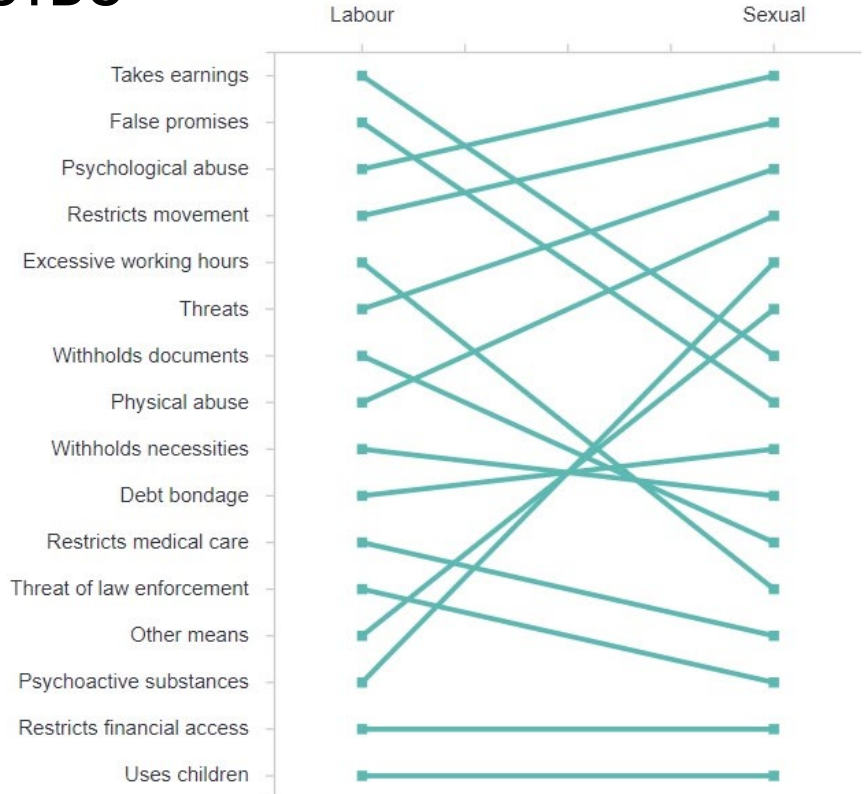 Labour Sexual
Takes earnings
False promises
Psychological abuse
Restricts movement
Excessive working hours
Threats
Withholds documents
Physical abuse
Withholds necessities
Debt bondage
Restricts medical care
Threat of law enforcement
Other means
Psychoactive substances
Restricts financial access
Uses children